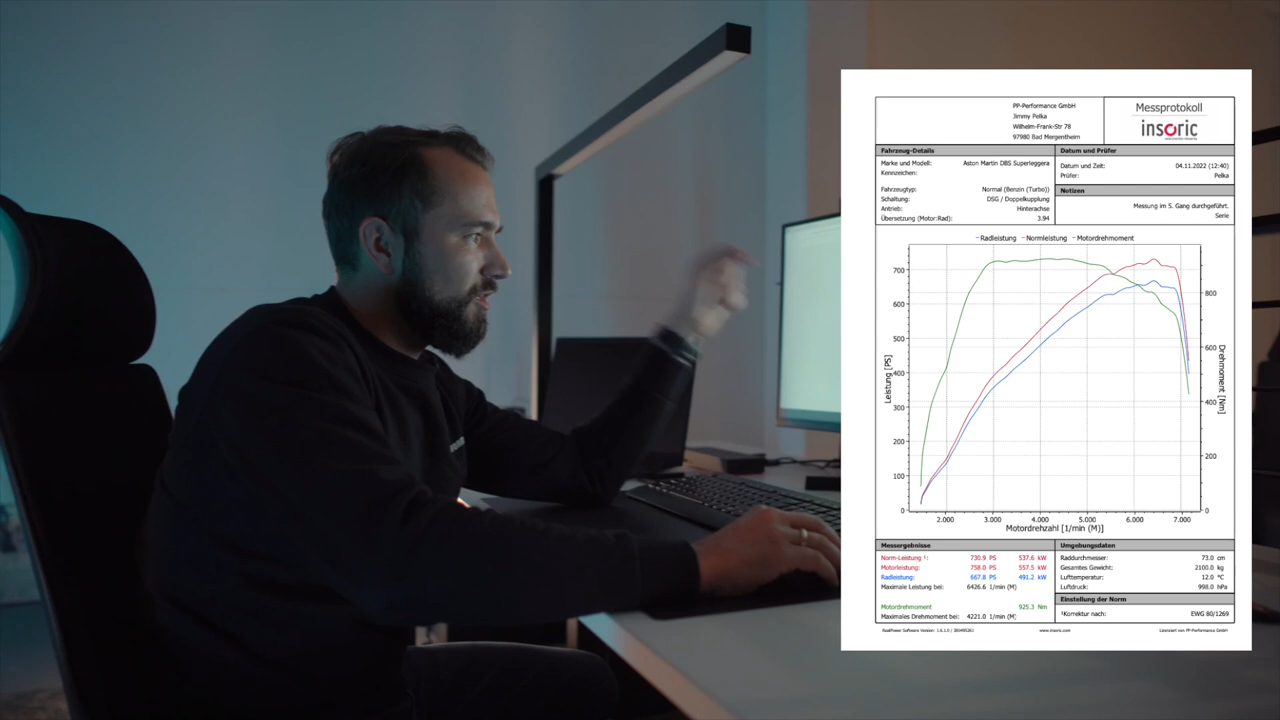 PP-Performance GmbH
Jimmy Pelka
Wilhelm-Frank-Str 78
97980 Bad Mergentheim
Messprotokoll
insoric
Fahrzeug-Details
Marke und Modell: Aston Martin DBS Superleggera
Kennzeichen:
Fahrzeugtyp: Normal (Benzin (Turbo))
Schaltung: DSG / Doppelkupplung
Antrieb: Hinterachse
Übersetzung (Motor:Rad): 3.94
Datum und Prüfer
Datum und Zeit: 04.11.2022 (12:40)
Prüfer: Pelka
Notizen
Messung im 5. Gang durchgeführt.
Serie
Radleistung Normleistung Motordrehmoment
Leistung [PS]
700
600
500
400
300
200
100
0
800
600
400
200
0
Drehmoment [Nm]
2.000 3.000 4.000 5.000 6.000 7.000
Motordrehzahl [1/min (M)]
Messergebnisse
Norm-Leistung ¹: 730.9 PS 537.6 kW
Motorleistung: 758.0 PS 557.5 kW
Radleistung: 667.8 PS 491.2 kW
Maximale Leistung bei: 6426.6 1/min (M)
Motordrehmoment 925.3 Nm
Maximales Drehmoment bei: 4221.0 1/min (M)
Umgebungsdaten
Raddurchmesser: 73.0 cm
Gesamtes Gewicht: 2100.0 kg
Lufttemperatur: 12.0 °C
Luftdruck: 998.0 hPa
Einstellung der Norm
¹Korrektur nach: EWG 80/1269
www.insoric.com
Lizenziert von PP-Performance GmbH